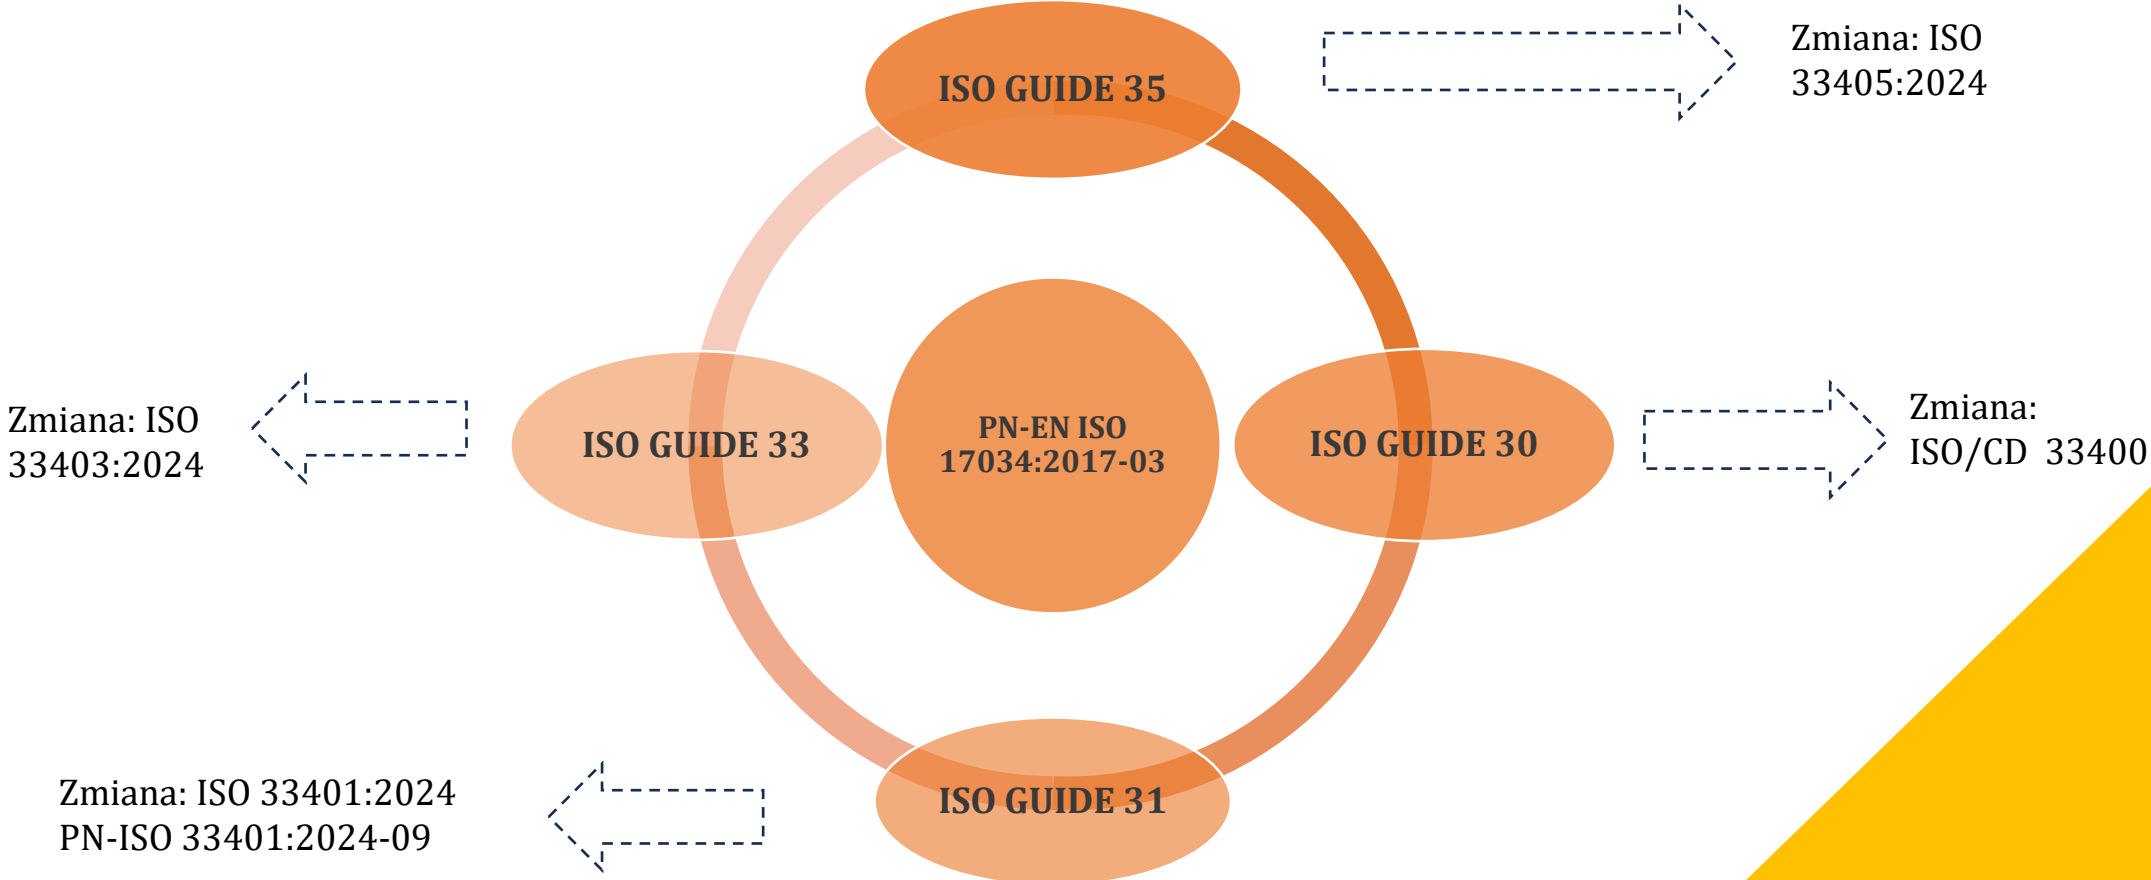 ISO GUIDE 35
Zmiana: ISO
33405:2024
Zmiana: ISO
33403:2024
ISO GUIDE 33
PN-EN ISO
17034:2017-03
ISO GUIDE 30
Zmiana:
ISO/CD  33400
Zmiana: ISO 33401:2024
PN-ISO 33401:2024-09
ISO GUIDE 31